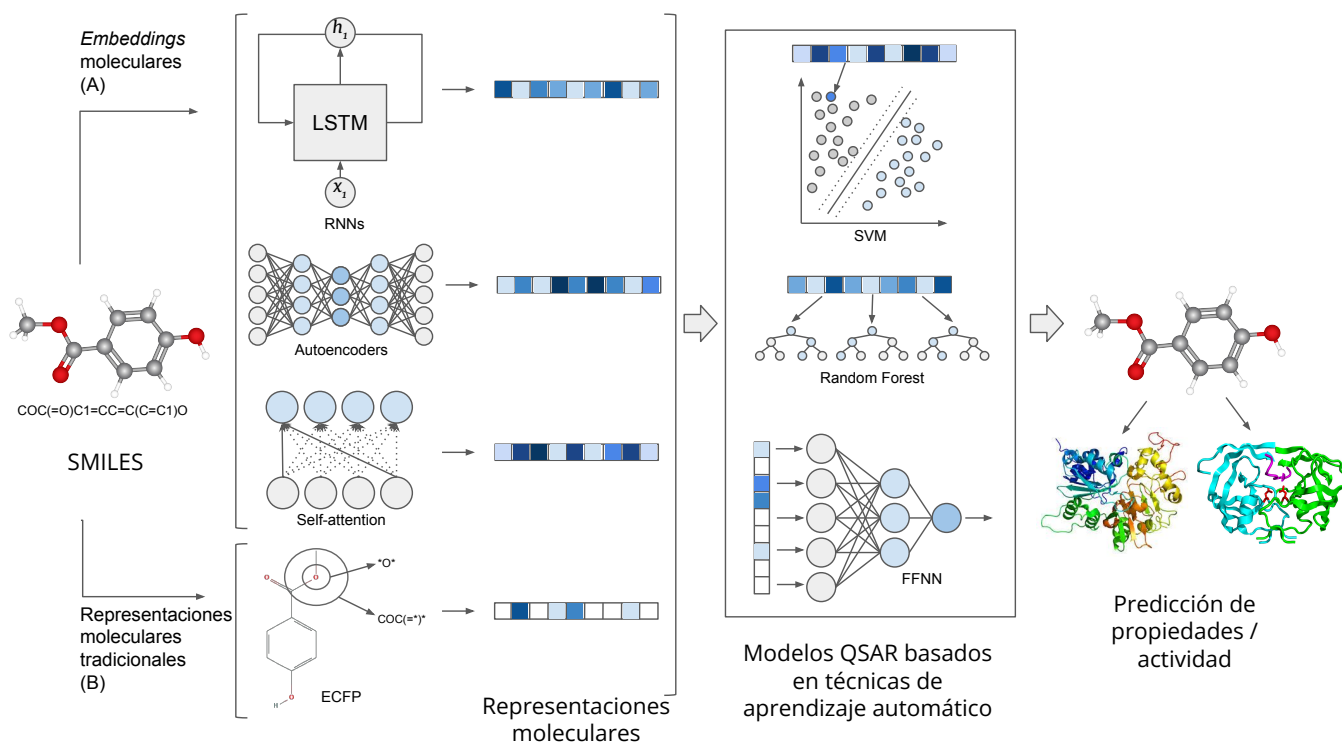 Embeddings
moleculares
(A)
h1
LSTM
x1
RNNs
Autoencoders
COC(=O)C1=CC=C(C=C1)O
SMILES
Self-attention
Representaciones
moleculares
tradicionales
(B)
O
O
*O*
COC(=*)*
H
O
ECFP
Representaciones
moleculares
SVM
Random Forest
FFNN
Modelos QSAR basados
en técnicas de
aprendizaje automático
Predicción de
propiedades /
actividad